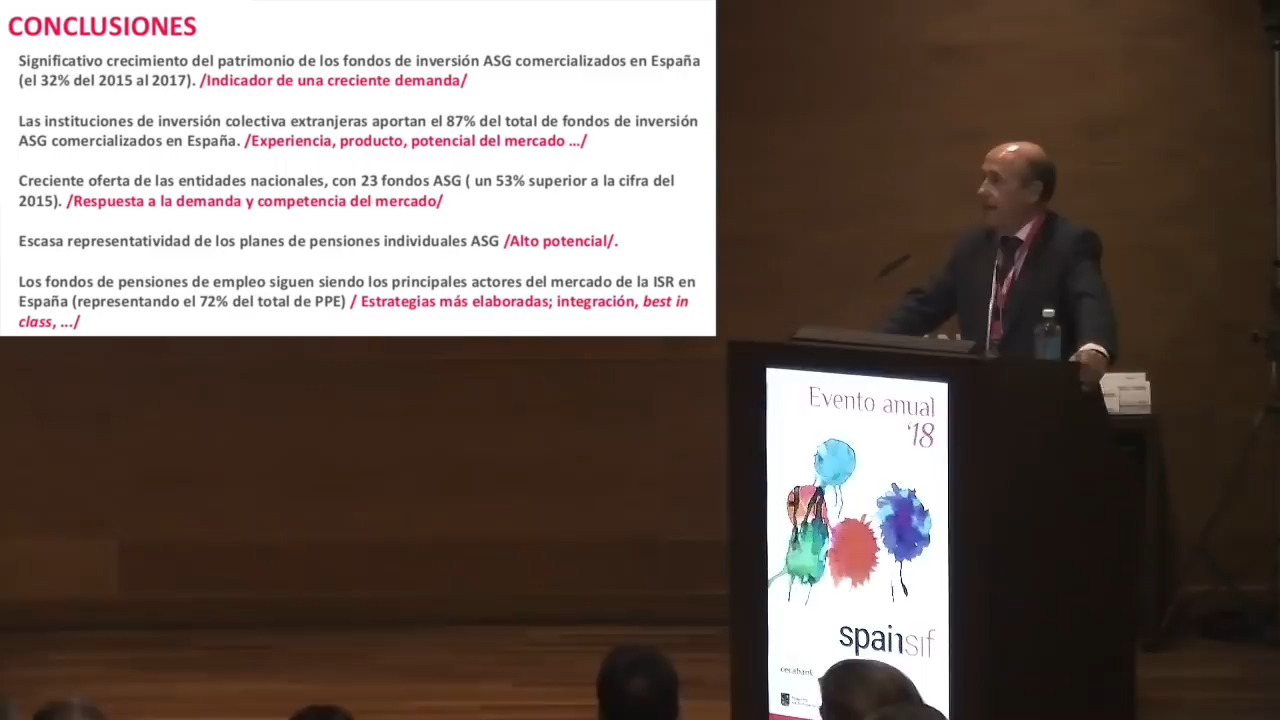 CONCLUSIONES
Significativo crecimiento del patrimonio de los fondos de inversión ASG comercializados en España
(el 32% del 2015 al 2017). /Indicador de una creciente demanda/
Las instituciones de inversión colectiva extranjeras aportan el 87% del total de fondos de inversión
ASG comercializados en España. /Experiencia, producto, potencial del mercado .../
Creciente oferta de las entidades nacionales, con 23 fondos ASG ( un 53% superior a la cifra del
2015). /Respuesta a la demanda y competencia del mercado/
Escasa representatividad de los planes de pensiones individuales ASG /Alto potencial/.
Los fondos de pensiones de empleo siguen siendo los principales actores del mercado de la ISR en
España (representando el 72% del total de PPE) / Estrategias más elaboradas; integración, best in
class, .../
Evento anual
'18
spainsif
cecabank